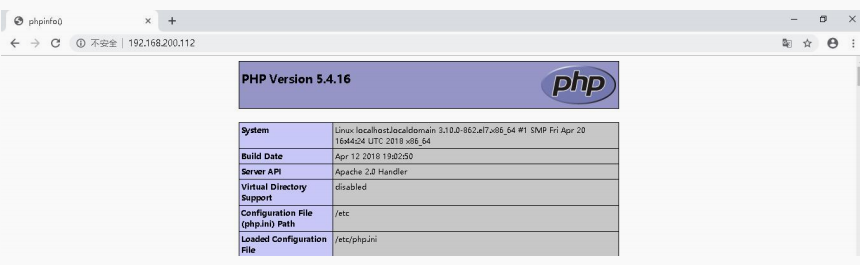 phpinfo()
不安全 | 192.168.200.112
PHP Version 5.4.16
php
System
Linux localhost.localdomain 3.10.0-862.el7.x86_64 #1 SMP Fri Apr 20
16:44:24 UTC 2018 x86_64
Build Date
Apr 12 2018 19:02:50
Server API
Apache 2.0 Handler
Virtual Directory
Support
disabled
Configuration File
(php.ini) Path
/etc
Loaded Configuration
File
/etc/php.ini